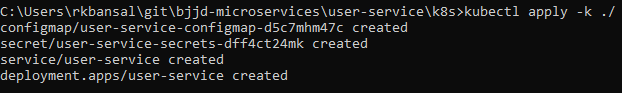 C:\Users\rkbansal\git\bjjd-microservices\user-service\k8s>kubectl apply -k ./
configmap/user-service-configmap-d5c7mhm47c created
secret/user-service-secrets-dff4ct24mk created
service/user-service created
deployment.apps/user-service created